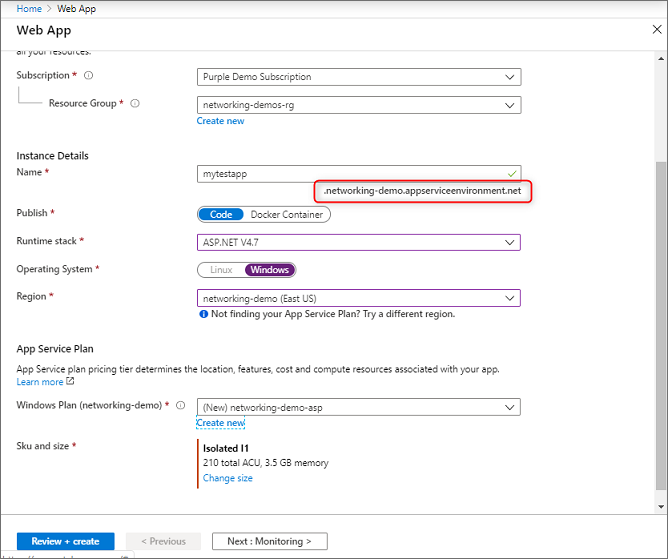 Home > Web App
Web App
all your resources.
Subscription *
Purple Demo Subscription
Resource Group *
networking-demos-rg
Create new
Instance Details
Name *
mytestapp
.networking-demo.appserviceenvironment.net
Publish *
Code Docker Container
Runtime stack *
ASP.NET V4.7
Operating System *
Linux Windows
Region *
networking-demo (East US)
Not finding your App Service Plan? Try a different region.
App Service Plan
App Service plan pricing tier determines the location, features, cost and compute resources associated with your app.
Learn more
Windows Plan (networking-demo) *
(New) networking-demo-asp
Create new
Sku and size *
Isolated I1
210 total ACU, 3.5 GB memory
Change size
Review + create
< Previous
Next : Monitoring >